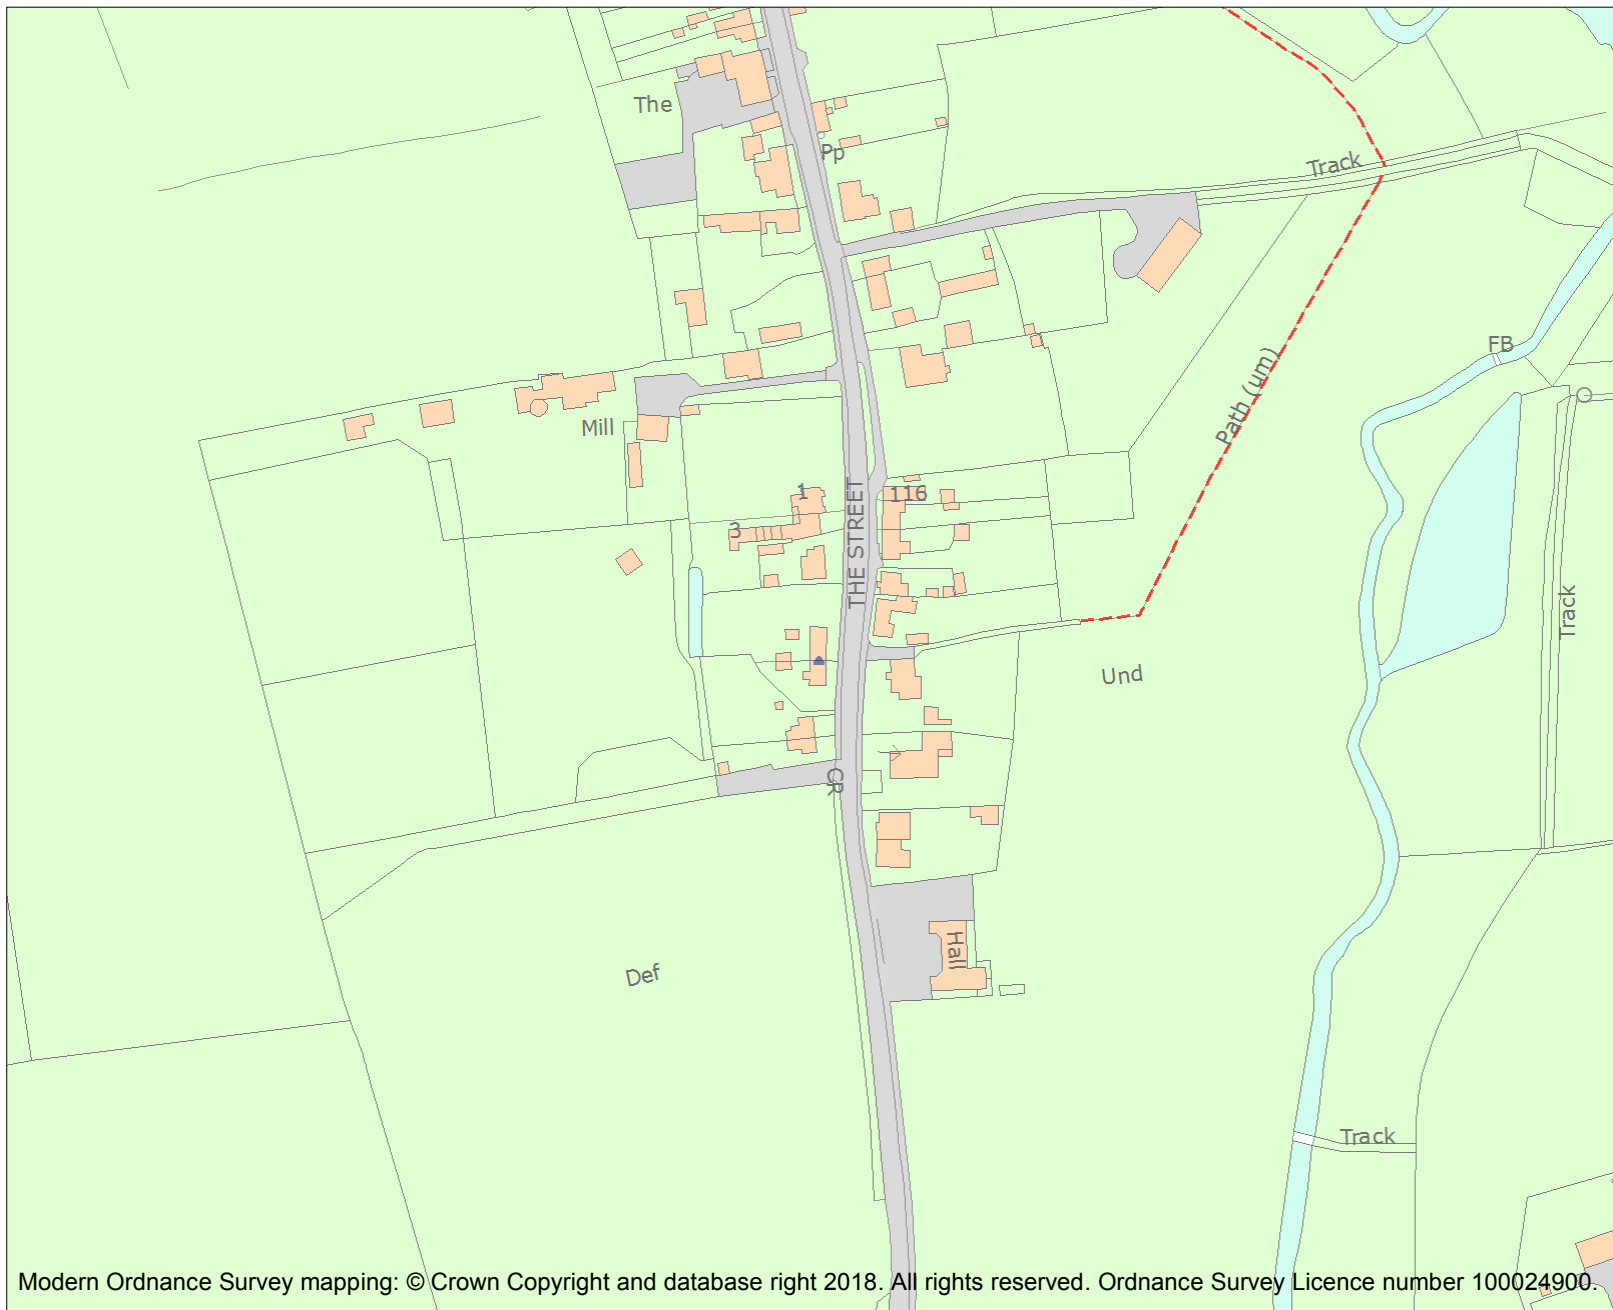 The
Pp
Track
FB
Path (um)
Mill
1
116
3
THE STREET
Track
Und
CR
Hall
Def
Track
Modern Ordnance Survey mapping: © Crown Copyright and database right 2018. All rights reserved. Ordnance Survey Licence number 100024900.